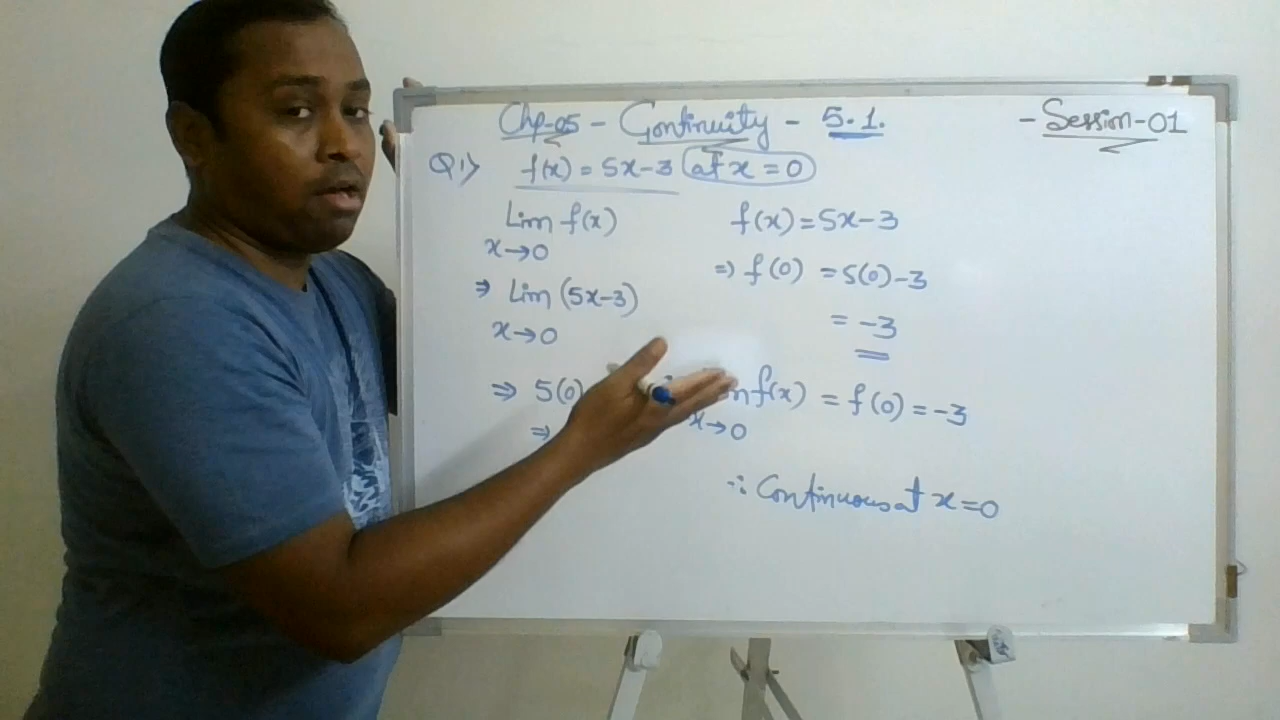 Chp-05 - Continuity - 5.1. - Session-01
Q1) f(x) = 5x-3 at x = 0
Lim f(x)
x→0
⇒ Lim (5x-3)
x→0
⇒ 5(0)
⇒
f(x) = 5x-3
⇒ f(0) = 5(0)-3
= -3
f(x) = f(0) = -3
x→0
∴ Continuous at x=0